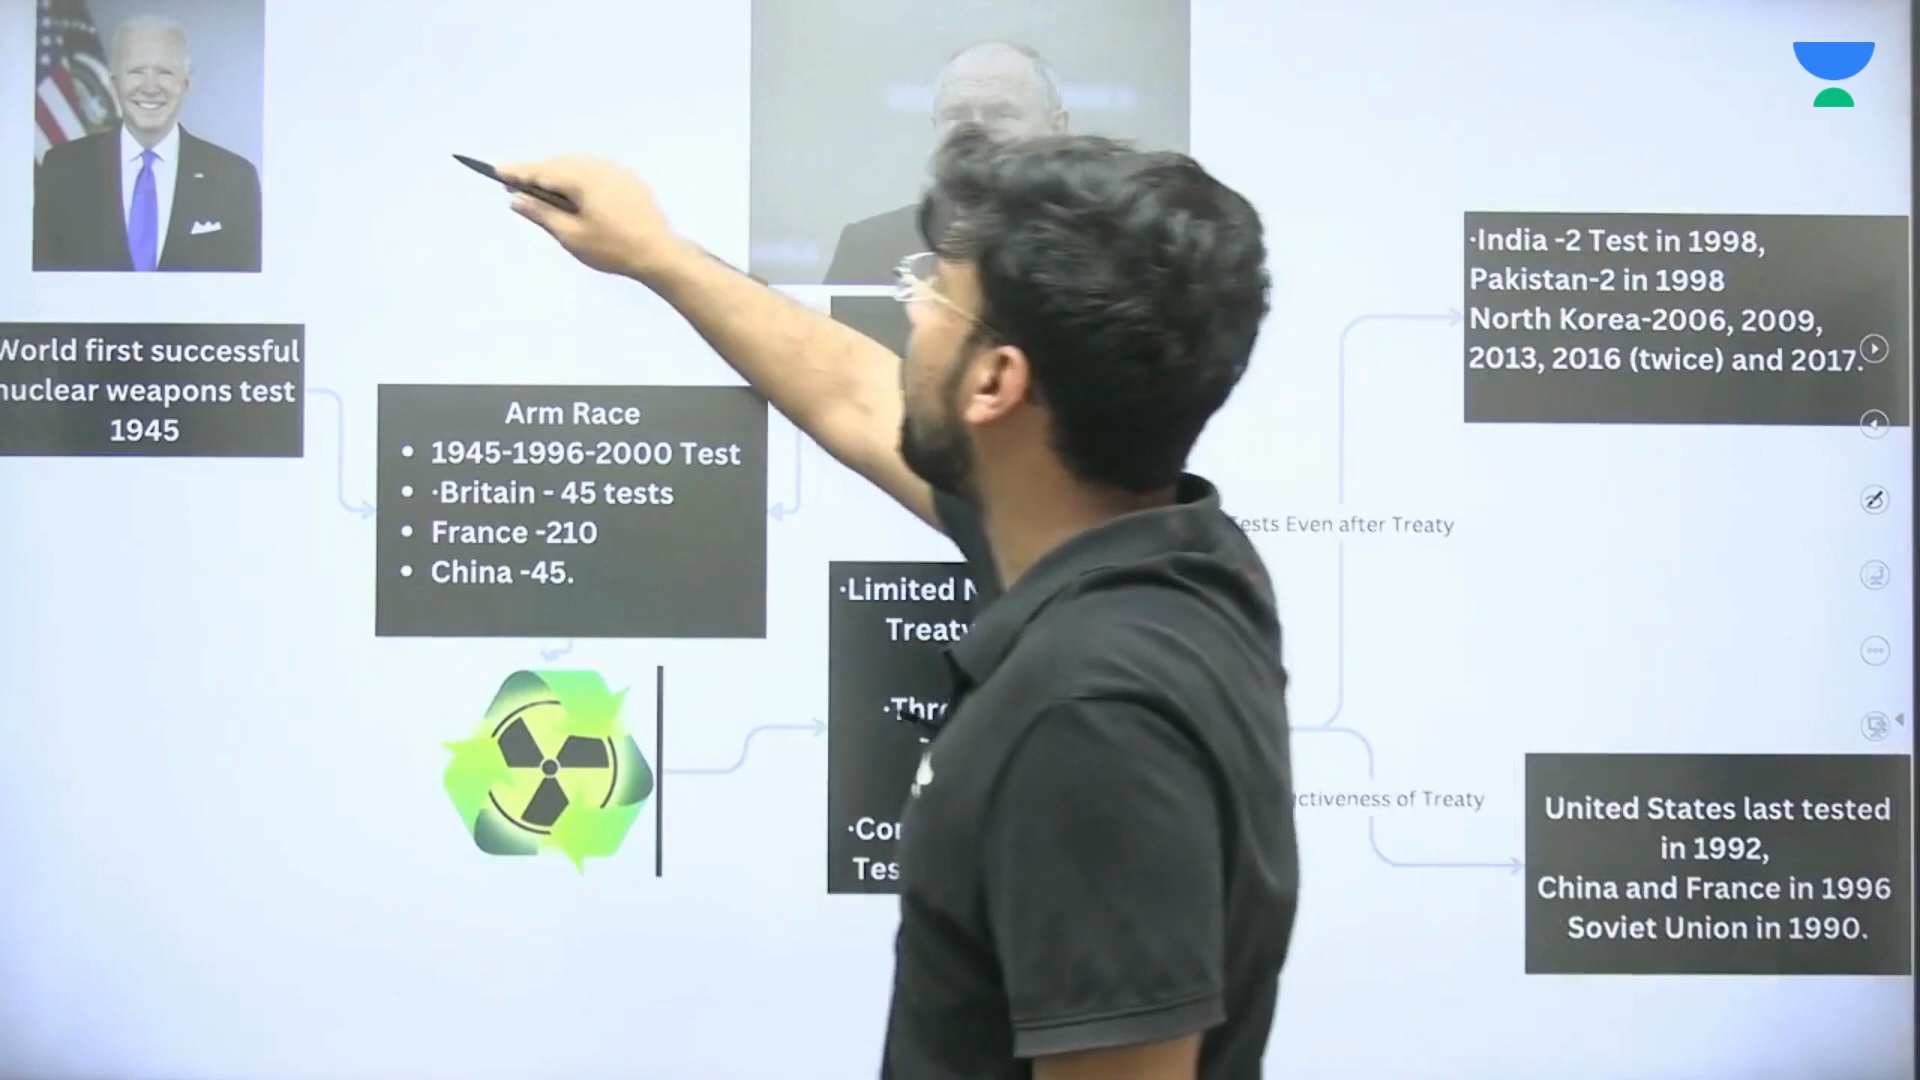 World first successful
nuclear weapons test
1945
Arm Race
• 1945-1996-2000 Test
• ·Britain - 45 tests
• France -210
• China -45.
·Limited
Treaty
·India -2 Test in 1998,
Pakistan-2 in 1998
North Korea-2006, 2009,
2013, 2016 (twice) and 2017.
Tests Even after Treaty
of Treaty
United States last tested
in 1992,
China and France in 1996
Soviet Union in 1990.